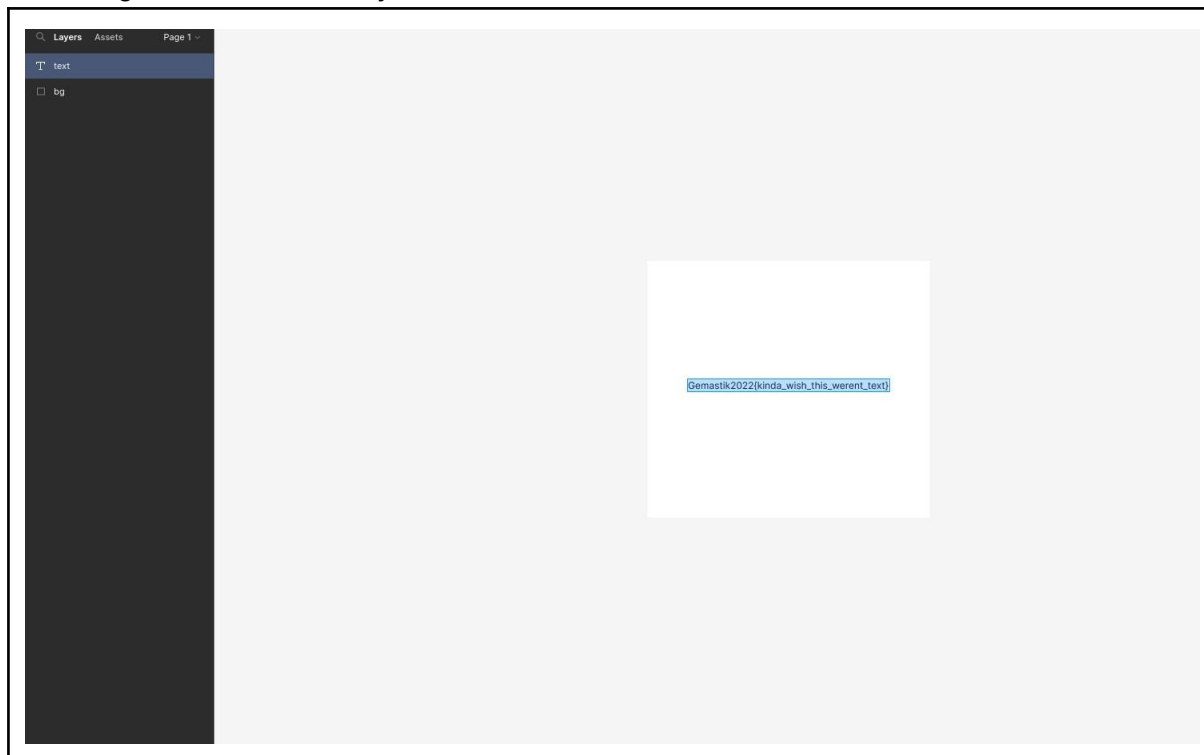 Layers Assets Page 1
T text
bg
Gemastik2022{kinda_wish_this_werent_text}